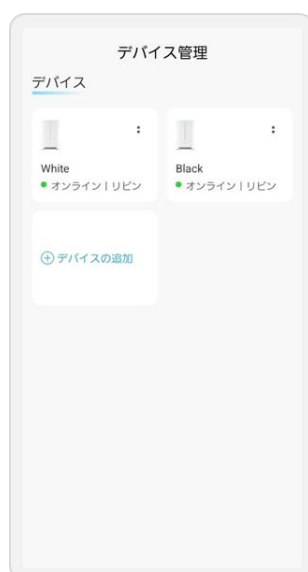 デバイス管理
デバイス
White
オンライン | リビン
Black
オンライン | リビン
デバイスの追加